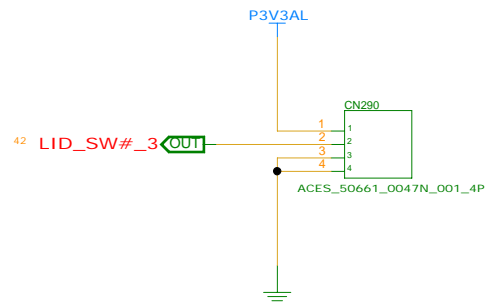 P3V3AL
CN290
1 1
42 LID_SW#_3 OUT 2 2
3 3
4 4
ACES_50661_0047N_001_4P